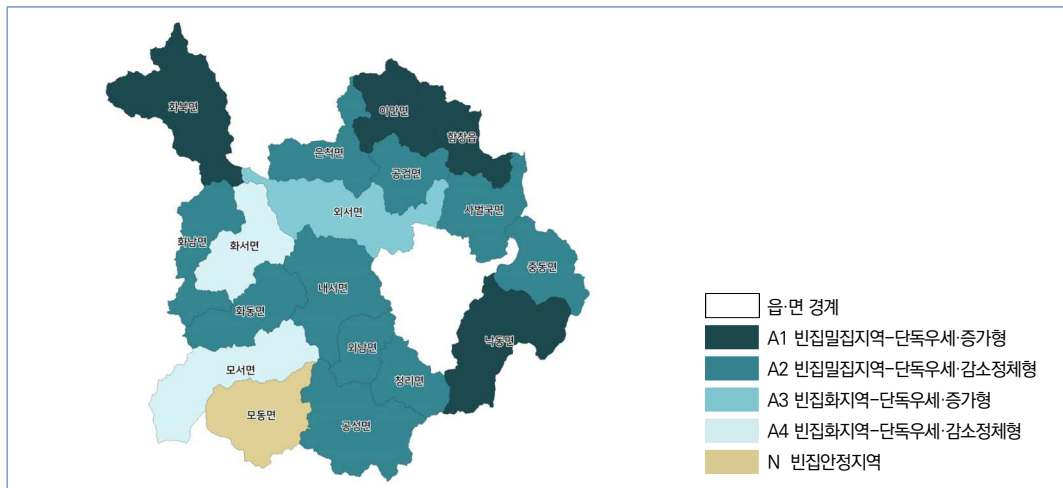 이안면
화북면
함창읍
은척면
공검면
외서면
사벌국면
화남면
화서면
중동면
내서면
화동면
낙동면
외남면
모서면
청리면
모동면
공성면
읍·면 경계
A1 빈집밀집지역-단독우세·증가형
A2 빈집밀집지역-단독우세·감소정체형
A3 빈집화지역-단독우세·증가형
A4 빈집화지역-단독우세·감소정체형
N 빈집안정지역